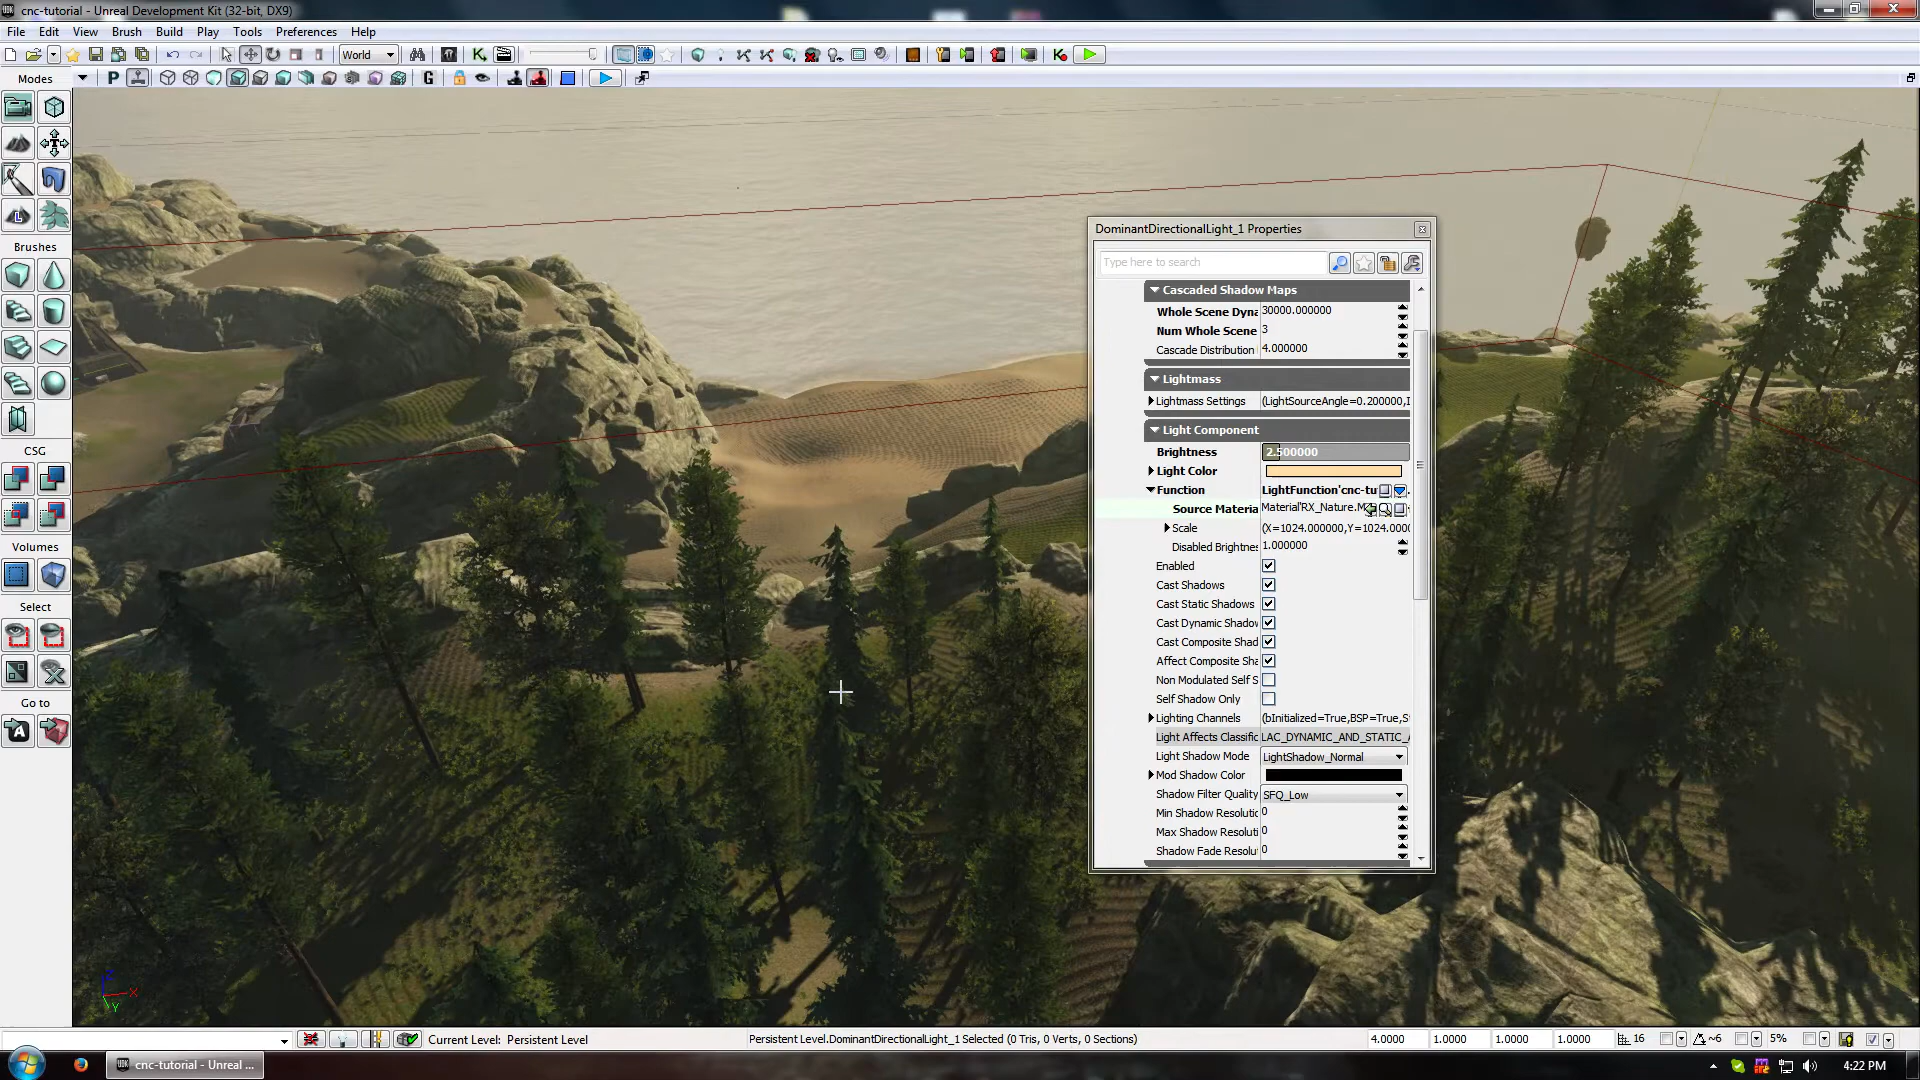 cnc-tutorial - Unreal Development Kit (32-bit, DX9)
File Edit View Brush Build Play Tools Preferences Help
World
Modes
P
G
Brushes
CSG
Volumes
Select
Go to
DominantDirectionalLight_1 Properties
Type here to search
Cascaded Shadow Maps
Whole Scene Dyna 30000.000000
Num Whole Scene 3
Cascade Distribution 4.000000
Lightmass
Lightmass Settings (LightSourceAngle=0.200000,I
Light Component
Brightness 2.500000
Light Color
Function LightFunction'cnc-tu
Source Materia Material'RX_Nature.M
Scale (X=1024.000000,Y=1024.000
Disabled Brightnes 1.000000
Enabled
Cast Shadows
Cast Static Shadows
Cast Dynamic Shadow
Cast Composite Shad
Affect Composite Sha
Non Modulated Self S
Self Shadow Only
Lighting Channels (bInitialized=True,BSP=True,S
Light Affects Classific LAC_DYNAMIC_AND_STATIC_A
Light Shadow Mode LightShadow_Normal
Mod Shadow Color
Shadow Filter Quality SFQ_Low
Min Shadow Resolutic 0
Max Shadow Resoluti 0
Shadow Fade Resolut 0
Z
X
Y
Current Level: Persistent Level
Persistent Level.DominantDirectionalLight_1 Selected (0 Tris, 0 Verts, 0 Sections)
4.0000 1.0000 1.0000 1.0000 16 ~6 5%
cnc-tutorial - Unreal ...
4:22 PM